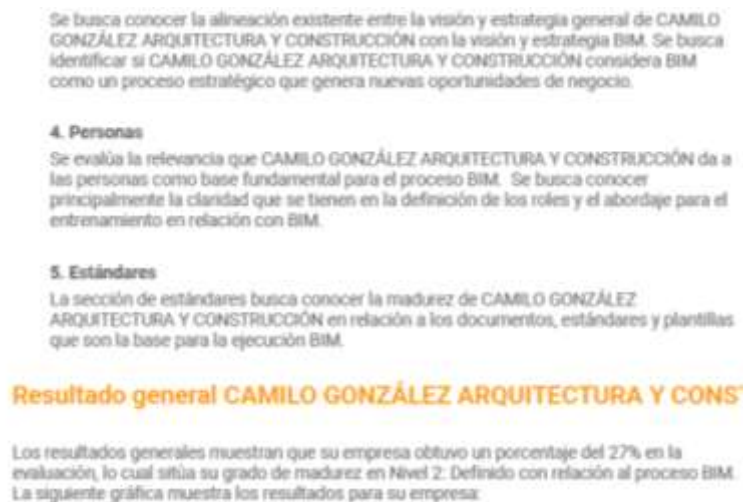 Se busca conocer la alineación existente entre la visión y estrategia general de CAMILO
GONZÁLEZ ARQUITECTURA Y CONSTRUCCIÓN con la visión y estrategia BIM. Se busca
identificar si CAMILO GONZÁLEZ ARQUITECTURA Y CONSTRUCCIÓN considera BIM
como un proceso estratégico que genera nuevas oportunidades de negocio.
4. Personas
Se evalúa la relevancia que CAMILO GONZÁLEZ ARQUITECTURA Y CONSTRUCCIÓN da a
las personas como base fundamental para el proceso BIM. Se busca conocer
principalmente la claridad que se tienen en la definición de los roles y el abordaje para el
entrenamiento en relación con BIM.
5. Estándares
La sección de estándares busca conocer la madurez de CAMILO GONZÁLEZ
ARQUITECTURA Y CONSTRUCCIÓN en relación a los documentos, estándares y plantillas
que son la base para la ejecución BIM.
Resultado general CAMILO GONZÁLEZ ARQUITECTURA Y CONST
Los resultados generales muestran que su empresa obtuvo un porcentaje del 27% en la
evaluación, lo cual sitúa su grado de madurez en Nivel 2: Definido con relación al proceso BIM.
La siguiente gráfica muestra los resultados para su empresa: